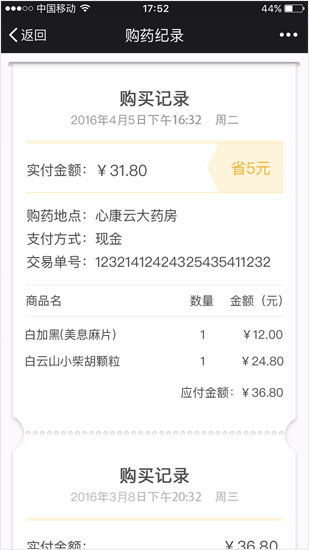 中国移动 17:52 44%
返回 购药纪录
购买记录
2016年4月5日下午16:32 周二
实付金额：￥31.80 省5元
购药地点：心康云大药房
支付方式：现金
交易单号：12321412424325435411232
商品名 数量 金额（元）
白加黑(美息麻片) 1 ￥12.00
白云山小柴胡颗粒 1 ￥24.80
应付金额：￥36.80
购买记录
2016年3月8日下午20:32 周三
实付金额： ￥36.80